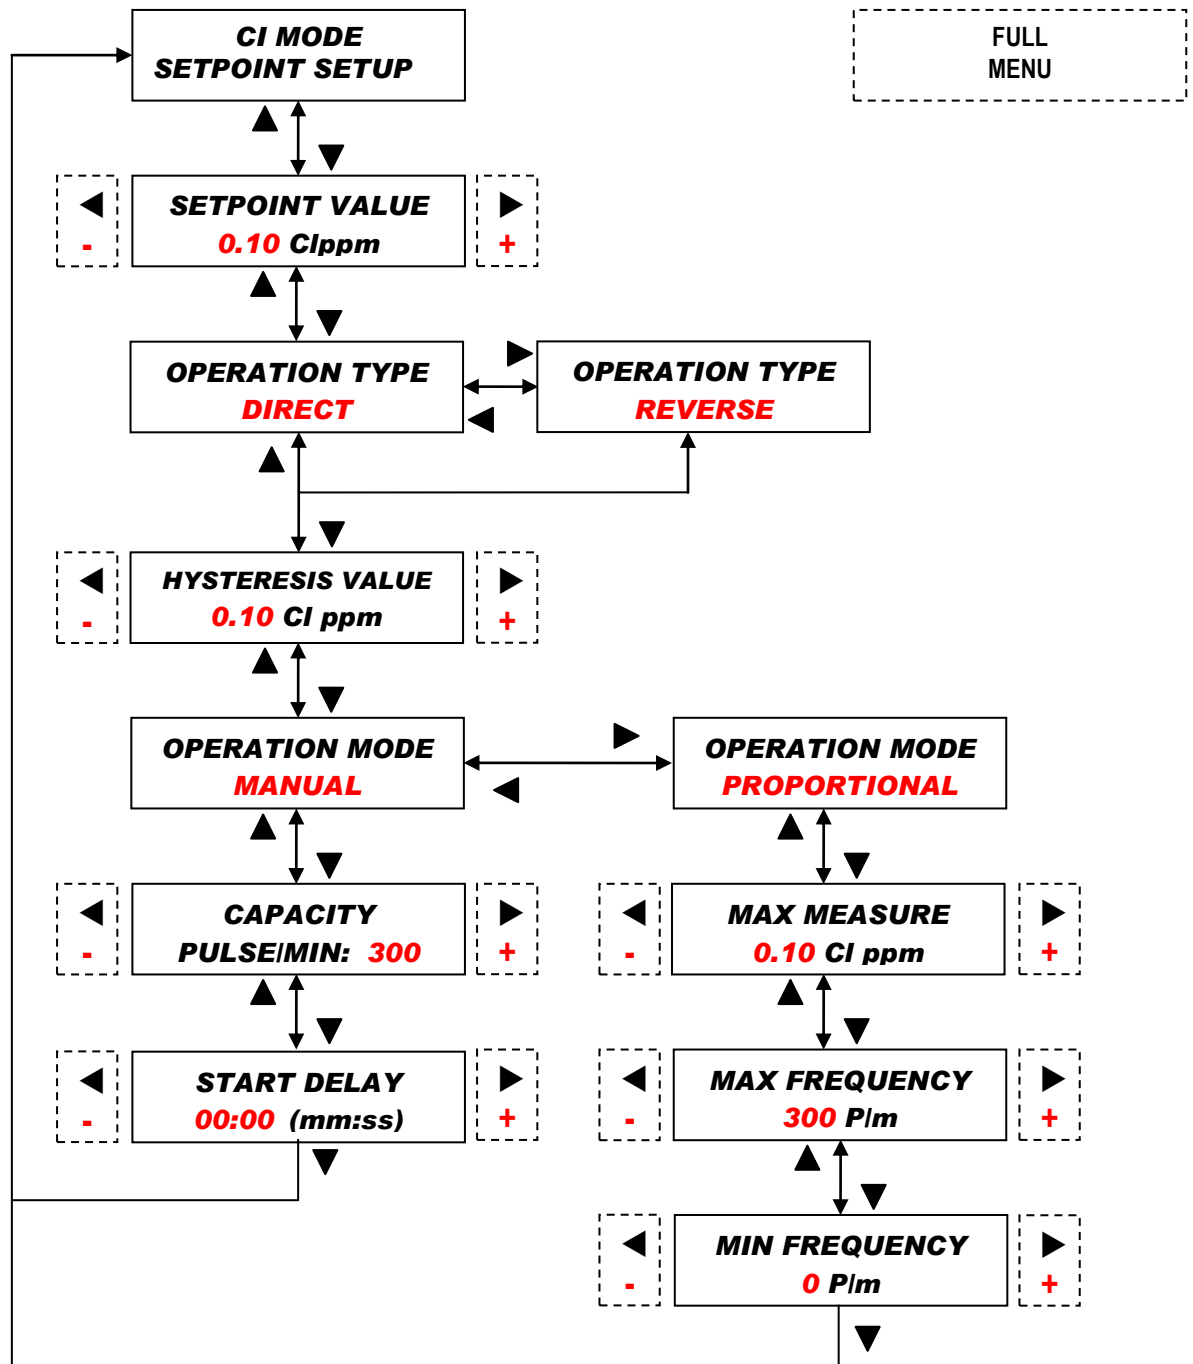 CI MODE
SETPOINT SETUP
FULL
MENU
SETPOINT VALUE
- 0.10 Clppm +
OPERATION TYPE
DIRECT
OPERATION TYPE
REVERSE
HYSTERESIS VALUE
- 0.10 Cl ppm +
OPERATION MODE
MANUAL
OPERATION MODE
PROPORTIONAL
CAPACITY
- PULSE/MIN: 300 +
MAX MEASURE
- 0.10 Cl ppm +
START DELAY
- 00:00 (mm:ss) +
MAX FREQUENCY
- 300 P/m +
MIN FREQUENCY
- 0 P/m +